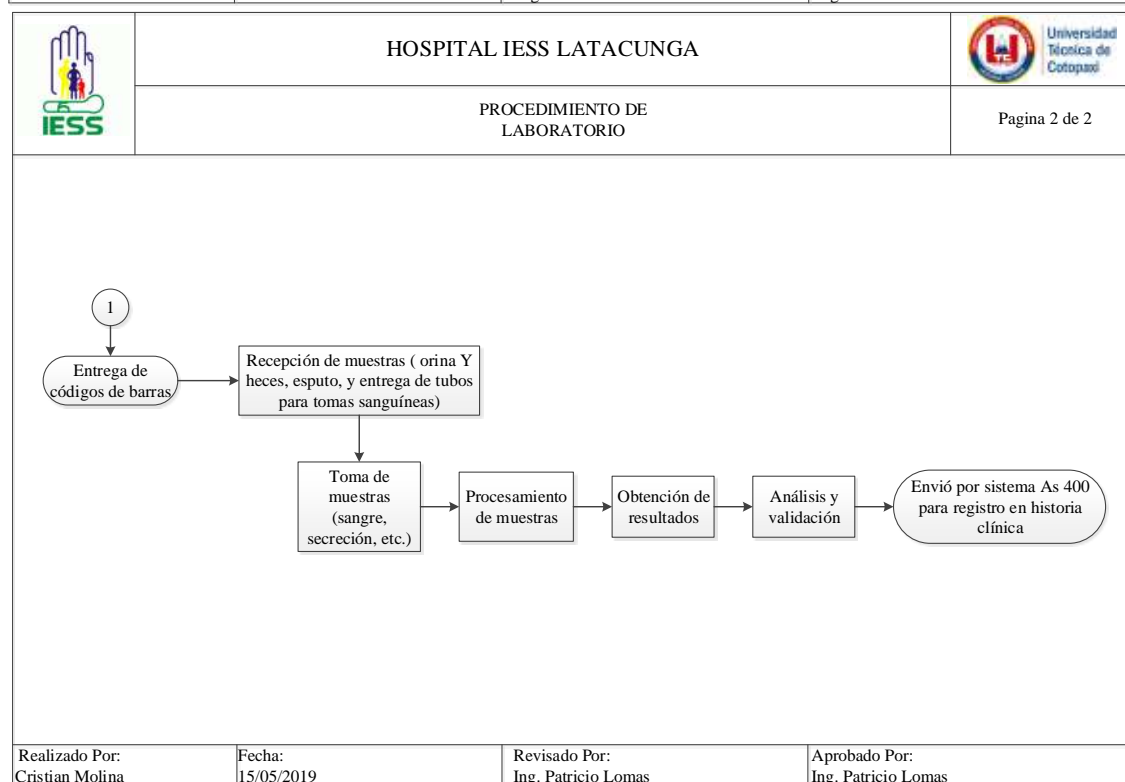 HOSPITAL IESS LATACUNGA
Universidad
Técnica de
Cotopaxi
IESS
PROCEDIMIENTO DE
LABORATORIO
Pagina 2 de 2
1
Entrega de
códigos de barras
Recepción de muestras ( orina Y
heces, esputo, y entrega de tubos
para tomas sanguíneas)
Toma de
muestras
(sangre,
secreción, etc.)
Procesamiento
de muestras
Obtención de
resultados
Análisis y
validación
Envió por sistema As 400
para registro en historia
clínica
Realizado Por:
Cristian Molina
Fecha:
15/05/2019
Revisado Por:
Ing. Patricio Lomas
Aprobado Por:
Ing. Patricio Lomas